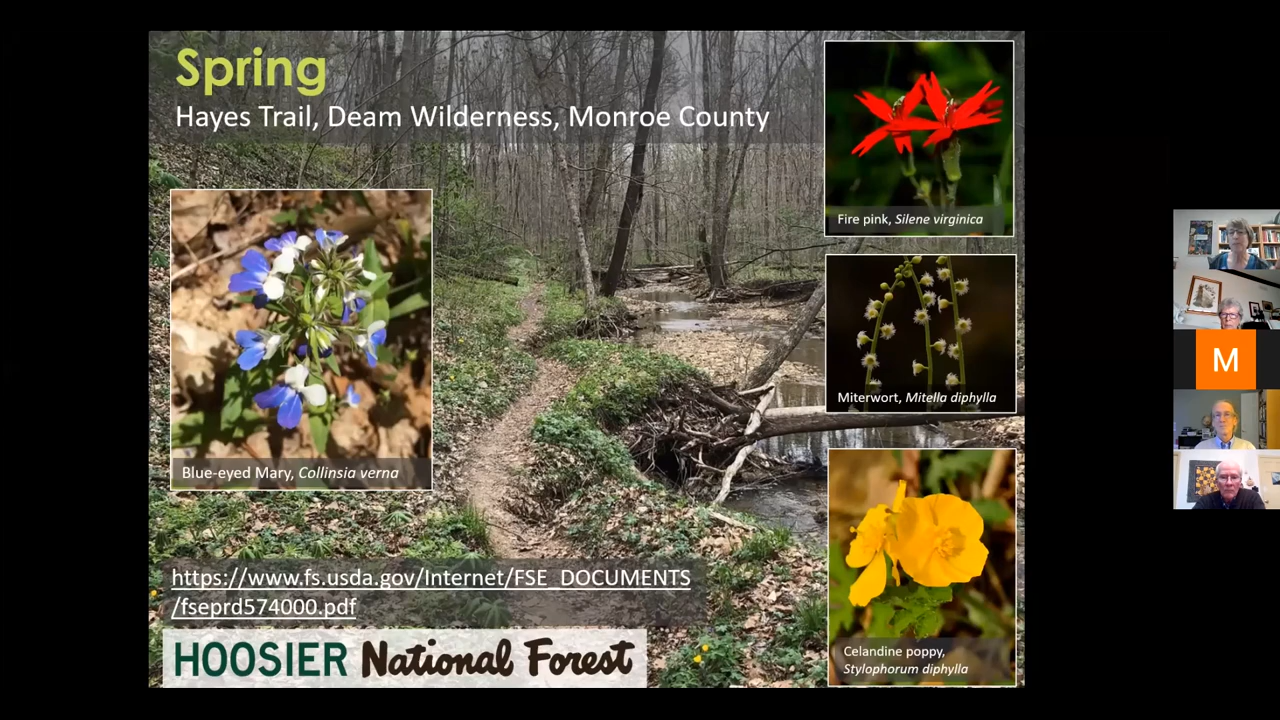 Spring
Hayes Trail, Deam Wilderness, Monroe County
Fire pink, Silene virginica
Miterwort, Mitella diphylla
Blue-eyed Mary, Collinsia verna
https://www.fs.usda.gov/Internet/FSE_DOCUMENTS
/fseprd574000.pdf
Celandine poppy,
Stylophorum diphylla
HOOSIER National Forest
M